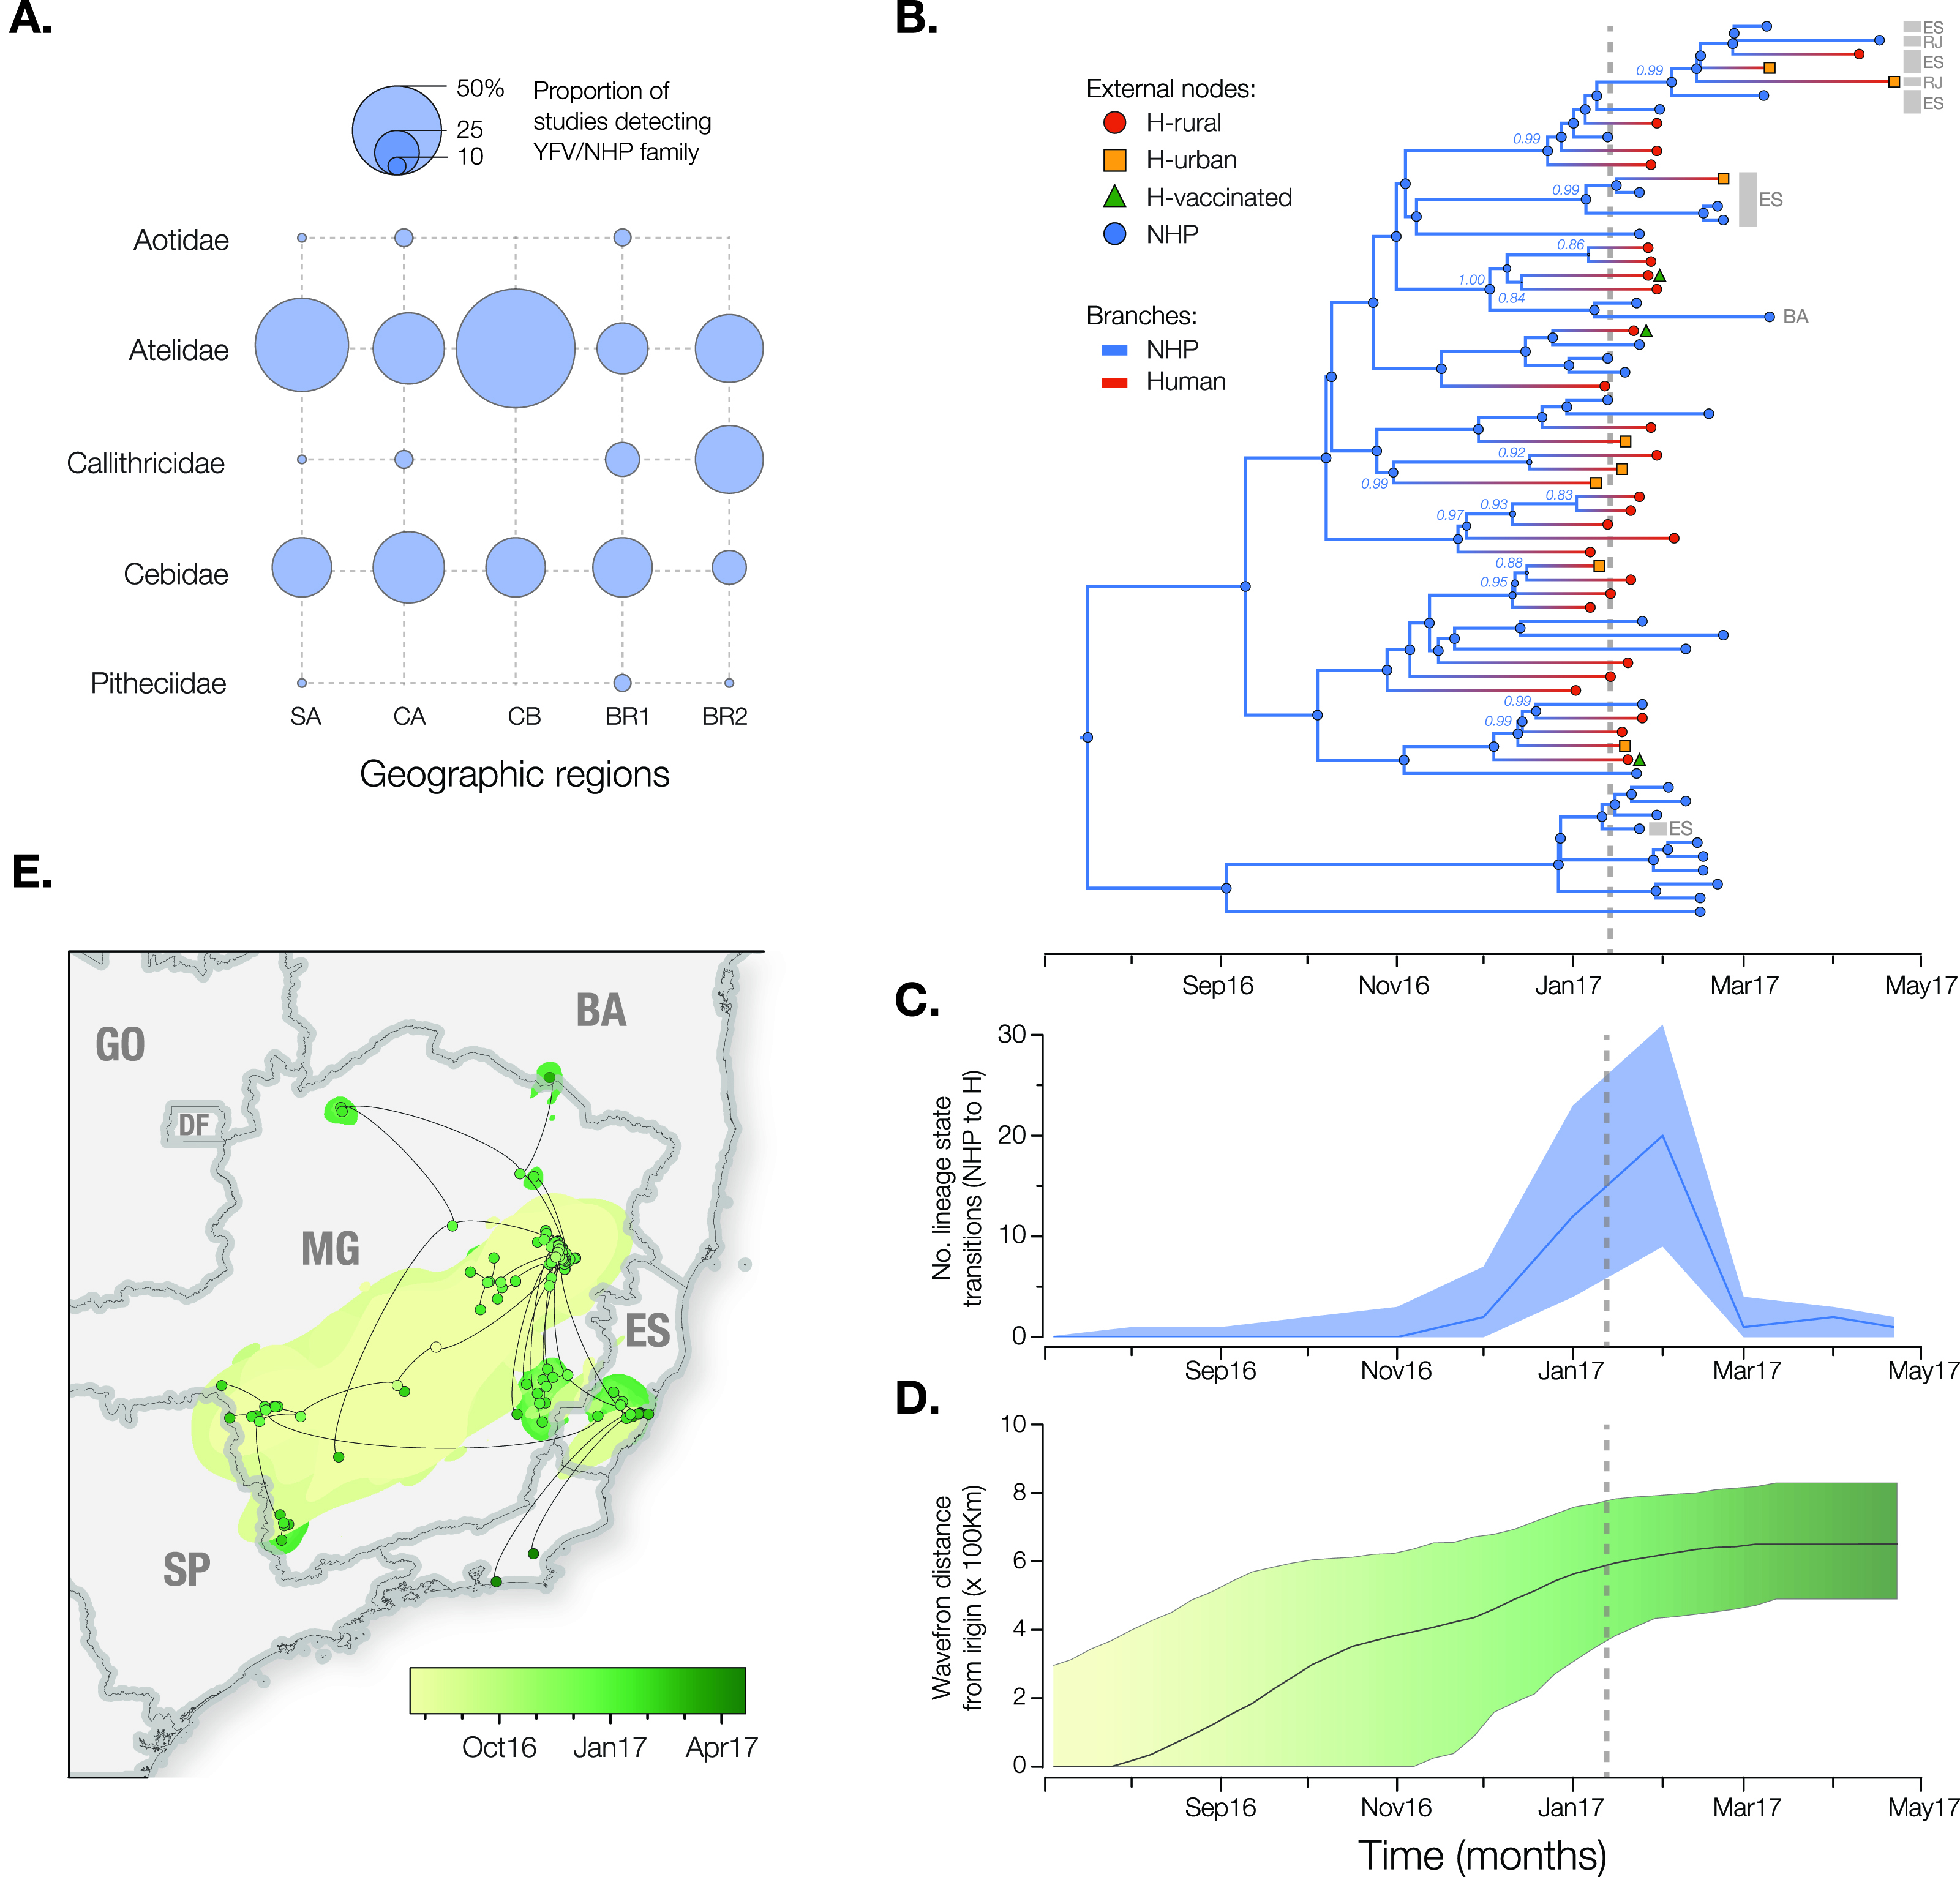 A.
50%
25
10
Proportion of
studies detecting
YFV/NHP family
Aotidae
Atelidae
Callithricidae
Cebidae
Pitheciidae
SA
CA
CB
BR1
BR2
Geographic regions
B.
External nodes:
H-rural
H-urban
H-vaccinated
NHP
Branches:
NHP
Human
ES
RJ
ES
RJ
ES
0.99
0.99
0.99
ES
0.86
1.00
0.84
BA
0.92
0.99
0.83
0.93
0.97
0.88
0.95
0.99
0.99
ES
Sep16
Nov16
Jan17
Mar17
May17
C.
No. lineage state
transitions (NHP to H)
30
20
10
0
Sep16
Nov16
Jan17
Mar17
May17
D.
Wavefron distance
from irigin (x 100Km)
10
8
6
4
2
0
Sep16
Nov16
Jan17
Mar17
May17
Time (months)
E.
GO
BA
DF
MG
ES
SP
Oct16
Jan17
Apr17